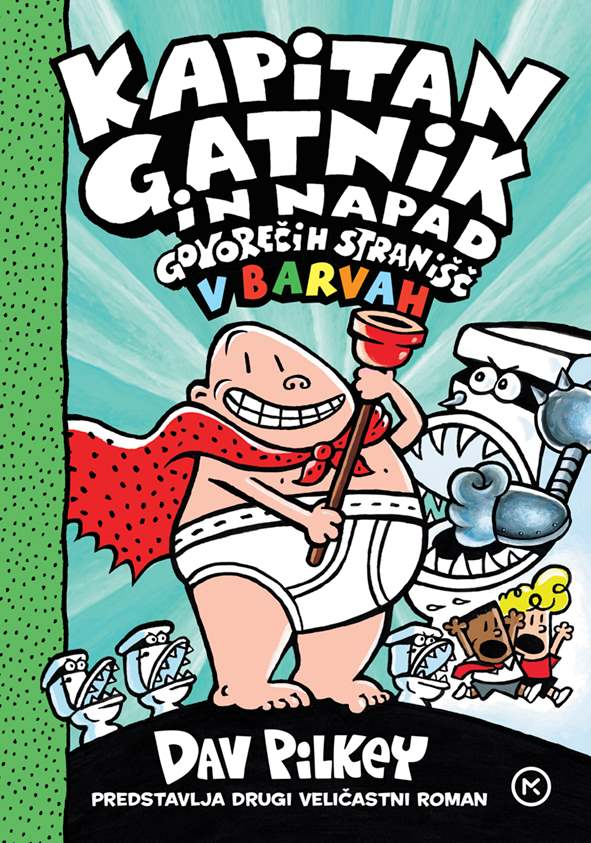 KAPiTAN
GATNiK
iN NAPAD
GOVOREČiH STRANiŠČ
V BARVAH
DAV PiLKEY
PREDSTAVLJA DRUGI VELIČASTNI ROMAN